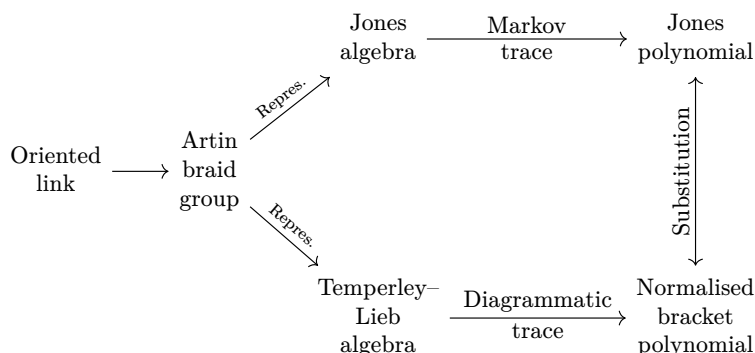 Jones
algebra
Markov
trace
Jones
polynomial
Repres.
Oriented
link
Artin
braid
group
Substitution
Repres.
Temperley–
Lieb
algebra
Diagrammatic
trace
Normalised
bracket
polynomial